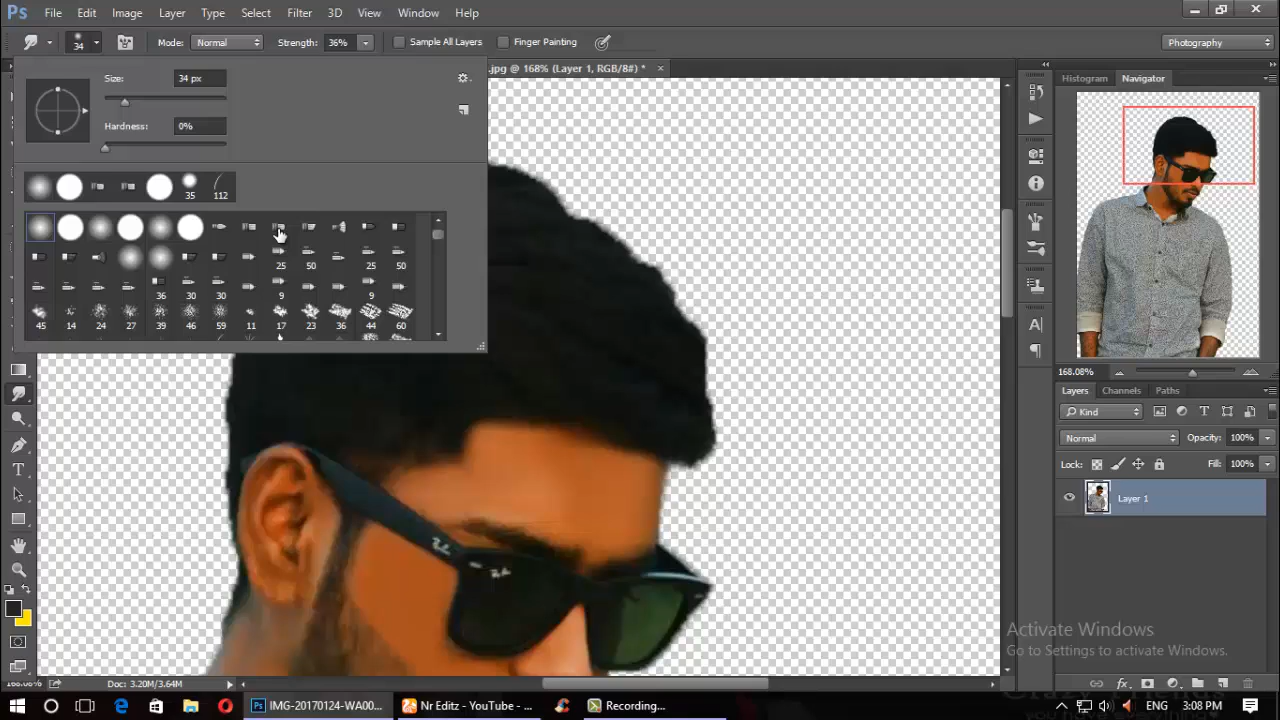 Ps File Edit Image Layer Type Select Filter 3D View Window Help
34 Mode: Normal Strength: 36% Sample All Layers Finger Painting Photography
.jpg @ 168% (Layer 1, RGB/8#) * ×
Size: 34 px
Hardness: 0%
35 112
25 50 25 50
36 30 30 9 9
45 14 24 27 39 46 59 11 17 23 36 44 60
Histogram Navigator
168.08%
Layers Channels Paths
Kind
Normal Opacity: 100%
Lock: Fill: 100%
Layer 1
Ray-Ban
Activate Windows
Go to Settings to activate Windows.
168.08% Doc: 3.20M/3.64M
IMG-20170124-WA00... Nr Editz - YouTube - ... Recording... ENG 3:08 PM